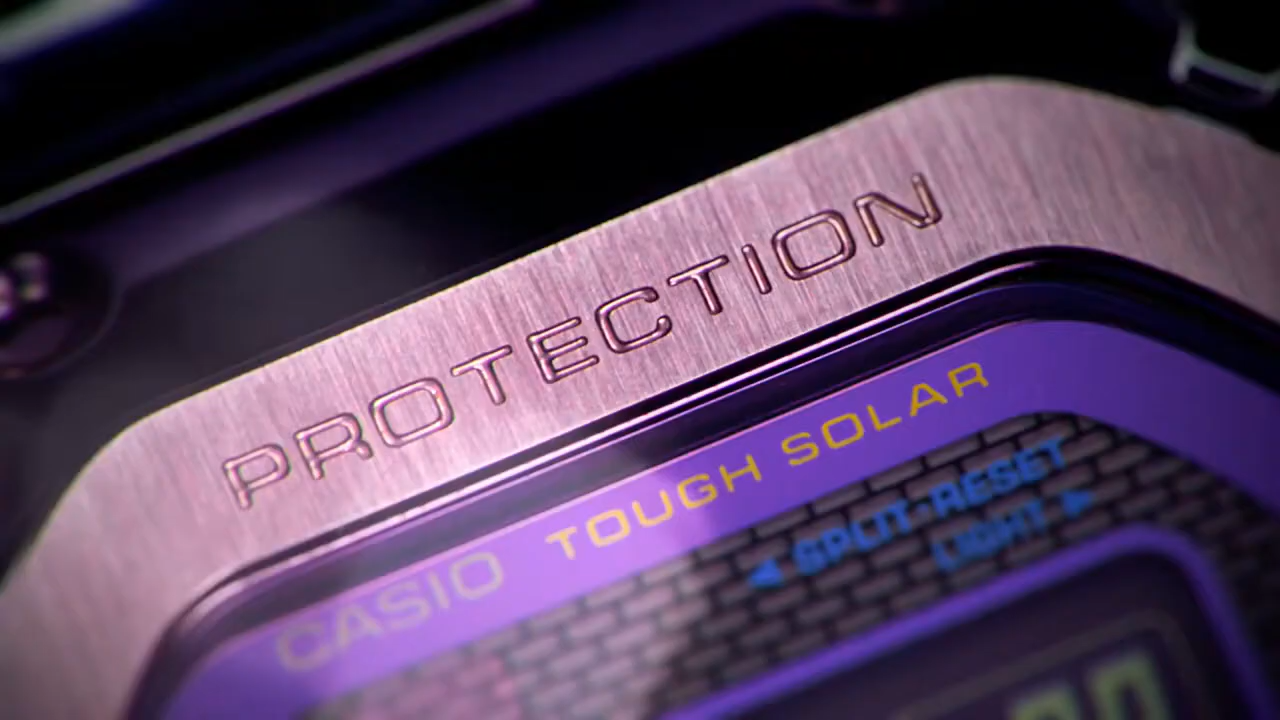 PROTECTION
CASIO TOUGH SOLAR
SPLIT-RESET
LIGHT